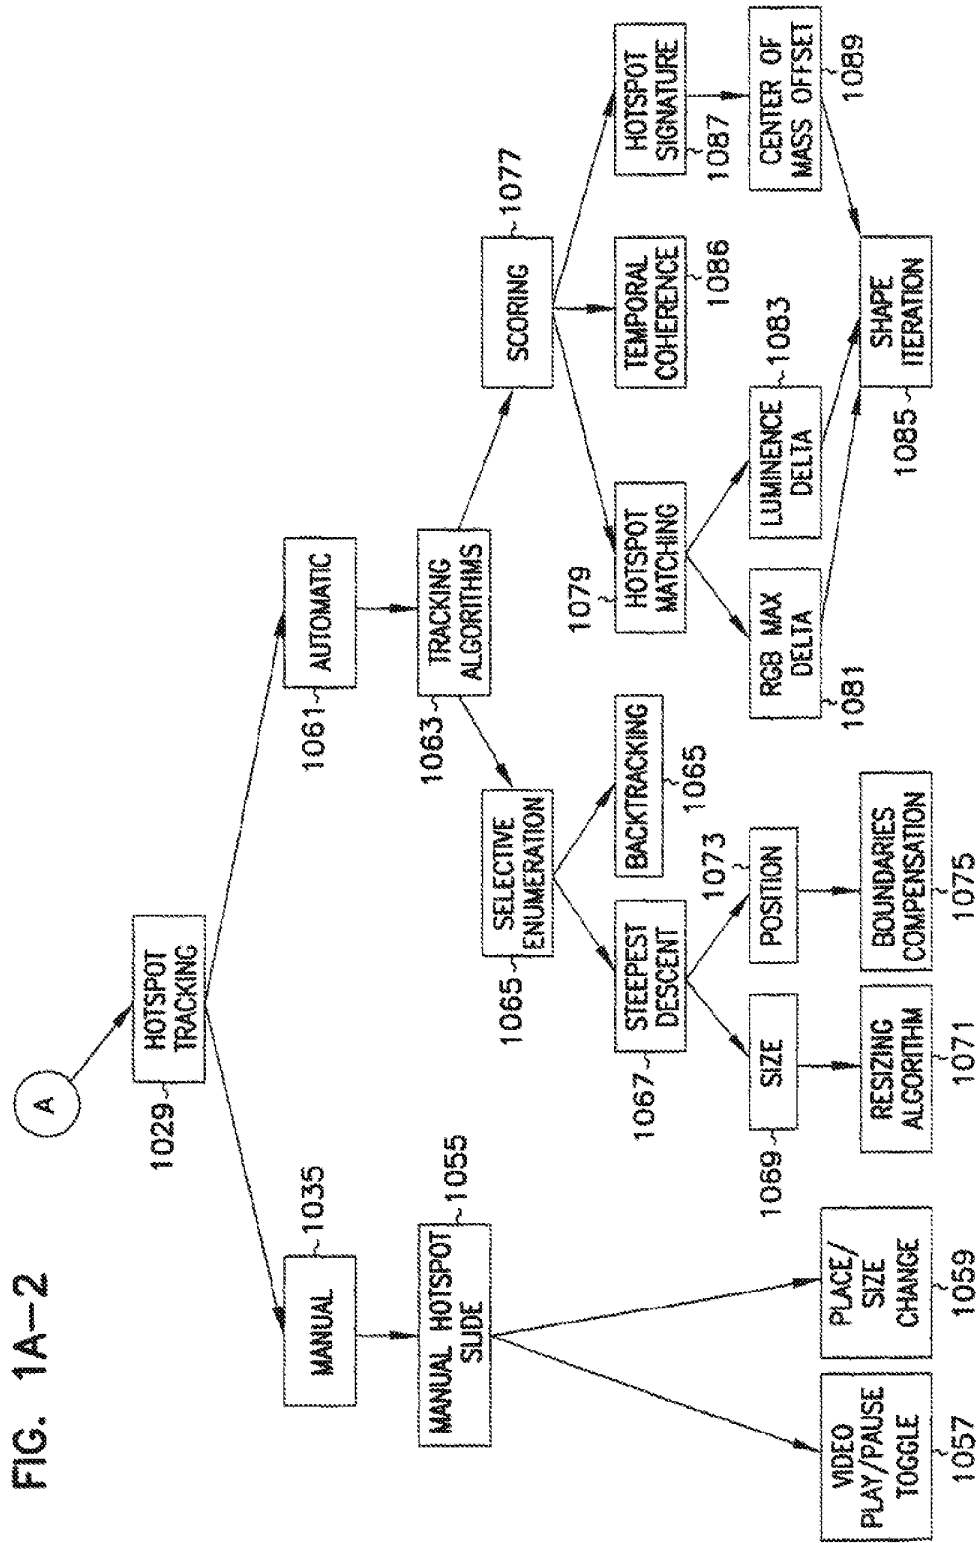 FIG. 1A-2
A
HOTSPOT
TRACKING
1029
MANUAL
1035
AUTOMATIC
1061
MANUAL HOTSPOT
SLIDE
1055
TRACKING
ALGORITHMS
1063
SELECTIVE
ENUMERATION
1065
SCORING
1077
STEEPEST
DESCENT
1067
BACKTRACKING
1065
HOTSPOT
MATCHING
1079
TEMPORAL
COHERENCE
1086
HOTSPOT
SIGNATURE
1087
SIZE
1069
POSITION
1073
RGB MAX
DELTA
1081
LUMINENCE
DELTA
1083
CENTER OF
MASS OFFSET
1089
VIDEO
PLAY/PAUSE
TOGGLE
1057
PLACE/
SIZE
CHANGE
1059
RESIZING
ALGORITHM
1071
BOUNDARIES
COMPENSATION
1075
SHAPE
ITERATION
1085